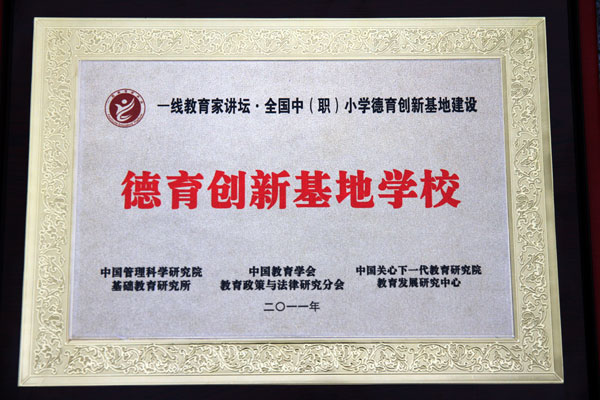 一线教育家讲坛·全国中（职）小学德育创新基地建设
德育创新基地学校
中国管理科学研究院 中国教育学会 中国关心下一代教育研究院
基础教育研究所 教育政策与法律研究分会 教育发展研究中心
二〇一一年